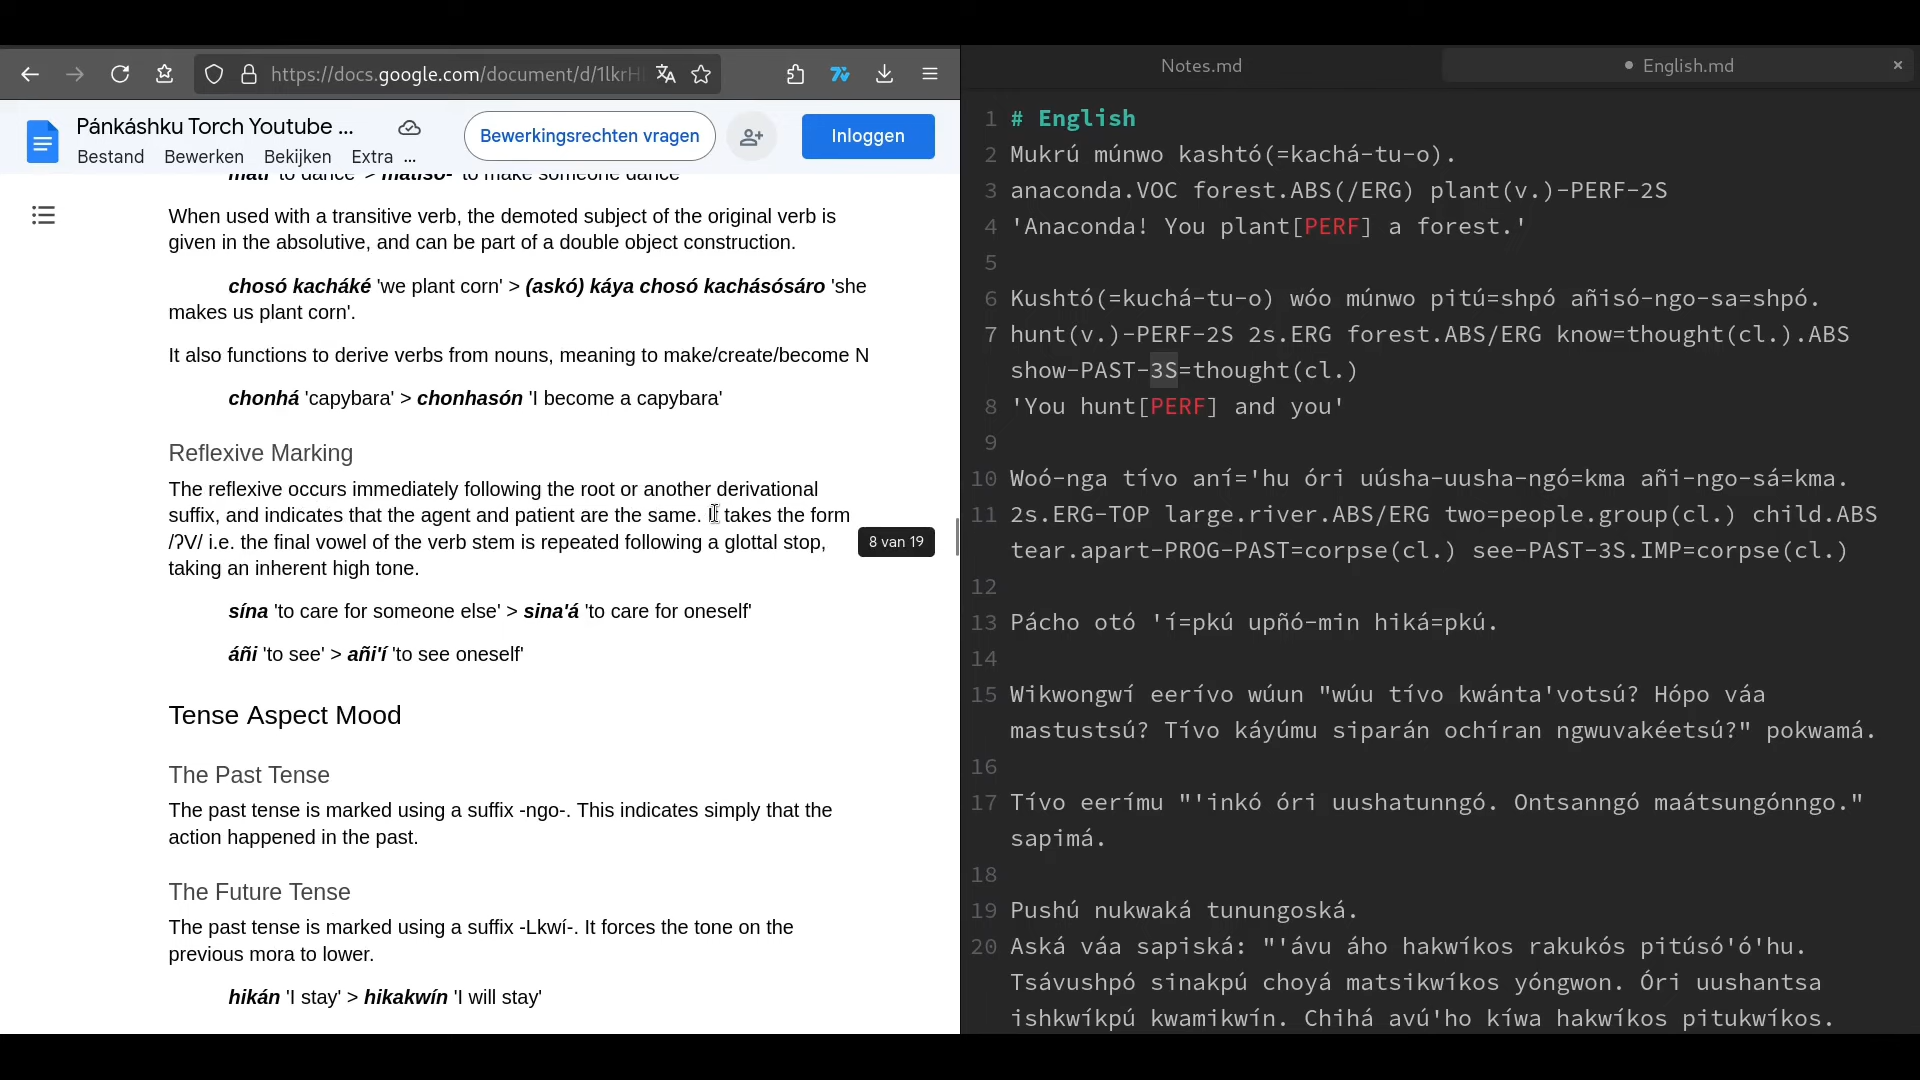 https://docs.google.com/document/d/1lkrH
Pánkáshku Torch Youtube ...
Bestand Bewerken Bekijken Extra ...
Bewerkingsrechten vragen
Inloggen
mati 'to dance' > matisó- 'to make someone dance'
When used with a transitive verb, the demoted subject of the original verb is
given in the absolutive, and can be part of a double object construction.
chosó kacháké 'we plant corn' > (askó) káya chosó kachásósáro 'she
makes us plant corn'.
It also functions to derive verbs from nouns, meaning to make/create/become N
chonhá 'capybara' > chonhasón 'I become a capybara'
Reflexive Marking
The reflexive occurs immediately following the root or another derivational
suffix, and indicates that the agent and patient are the same. It takes the form
/ʔV/ i.e. the final vowel of the verb stem is repeated following a glottal stop,
taking an inherent high tone.
8 van 19
sína 'to care for someone else' > sina'á 'to care for oneself'
áñi 'to see' > añi'í 'to see oneself'
Tense Aspect Mood
The Past Tense
The past tense is marked using a suffix -ngo-. This indicates simply that the
action happened in the past.
The Future Tense
The past tense is marked using a suffix -Lkwí-. It forces the tone on the
previous mora to lower.
hikán 'I stay' > hikakwín 'I will stay'
Notes.md
English.md
1 # English
2 Mukrú múnwo kashtó(=kachá-tu-o).
3 anaconda.VOC forest.ABS(/ERG) plant(v.)-PERF-2S
4 'Anaconda! You plant[PERF] a forest.'
5
6 Kushtó(=kuchá-tu-o) wóo múnwo pitú=shpó añisó-ngo-sa=shpó.
7 hunt(v.)-PERF-2S 2s.ERG forest.ABS/ERG know=thought(cl.).ABS
show-PAST-3S=thought(cl.)
8 'You hunt[PERF] and you'
9
10 Woó-nga tívo aní='hu óri uúsha-uusha-ngó=kma añi-ngo-sá=kma.
11 2s.ERG-TOP large.river.ABS/ERG two=people.group(cl.) child.ABS
tear.apart-PROG-PAST=corpse(cl.) see-PAST-3S.IMP=corpse(cl.)
12
13 Pácho otó 'í=pkú upñó-min hiká=pkú.
14
15 Wikwongwí eerívo wúun "wúu tívo kwánta'votsú? Hópo váa
mastustsú? Tívo káyúmu siparán ochíran ngwuvakéetsú?" pokwamá.
16
17 Tívo eerímu "'inkó óri uushatunngó. Ontsanngó maátsungónngo."
sapimá.
18
19 Pushú nukwaká tunungoská.
20 Aská váa sapiská: "'ávu áho hakwíkos rakukós pitúsó'ó'hu.
Tsávushpó sinakpú choyá matsikwíkos yóngwon. Óri uushantsa
ishkwíkpú kwamikwín. Chihá avú'ho kíwa hakwíkos pitukwíkos.